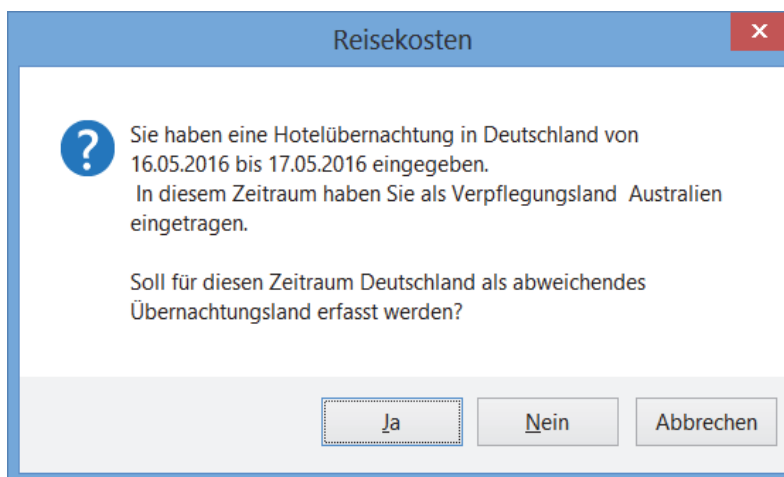 Reisekosten
x
?
Sie haben eine Hotelübernachtung in Deutschland von
16.05.2016 bis 17.05.2016 eingegeben.
In diesem Zeitraum haben Sie als Verpflegungsland  Australien
eingetragen.
Soll für diesen Zeitraum Deutschland als abweichendes
Übernachtungsland erfasst werden?
Ja
Nein
Abbrechen